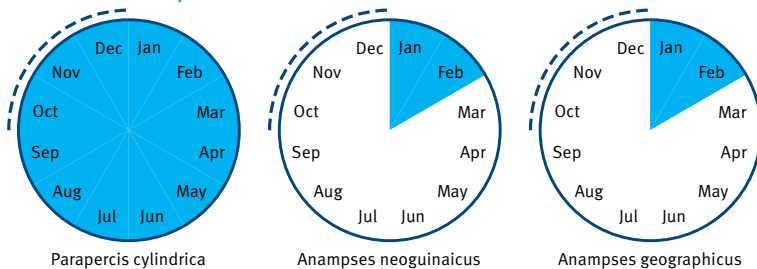 Dec Jan
Nov Feb
Oct Mar
Sep Apr
Aug May
Jul Jun
Parapercis cylindrica
Dec Jan
Nov Feb
Oct Mar
Sep Apr
Aug May
Jul Jun
Anampses neoguinaicus
Dec Jan
Nov Feb
Oct Mar
Sep Apr
Aug May
Jul Jun
Anampses geographicus